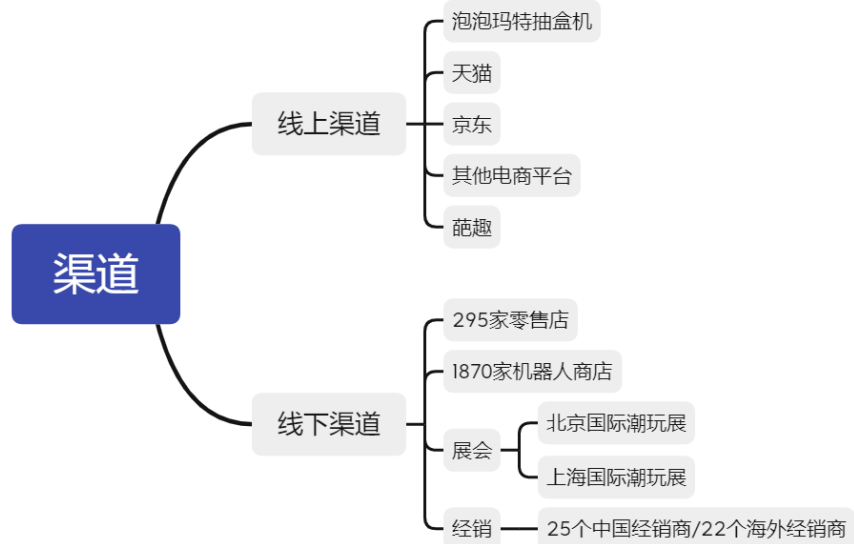 渠道
线上渠道
泡泡玛特抽盒机
天猫
京东
其他电商平台
葩趣
线下渠道
295家零售店
1870家机器人商店
展会
北京国际潮玩展
上海国际潮玩展
经销
25个中国经销商/22个海外经销商